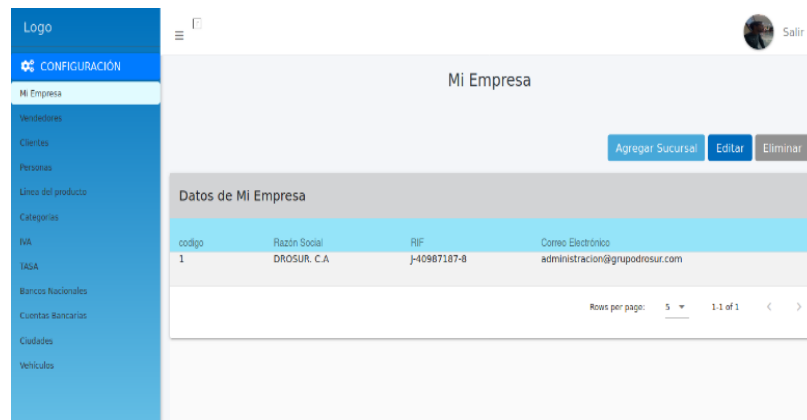 Logo
Salir
CONFIGURACIÓN
Mi Empresa
Vendedores
Clientes
Personas
Linea del producto
Categorias
IVA
TASA
Bancos Nacionales
Cuentas Bancarias
Ciudades
Vehiculos
Mi Empresa
Agregar Sucursal Editar Eliminar
Datos de Mi Empresa
codigo Razón Social RIF Correo Electrónico
1 DROSUR. C.A J-40987187-8 administracion@grupodrosur.com
Rows per page: 5 1-1 of 1